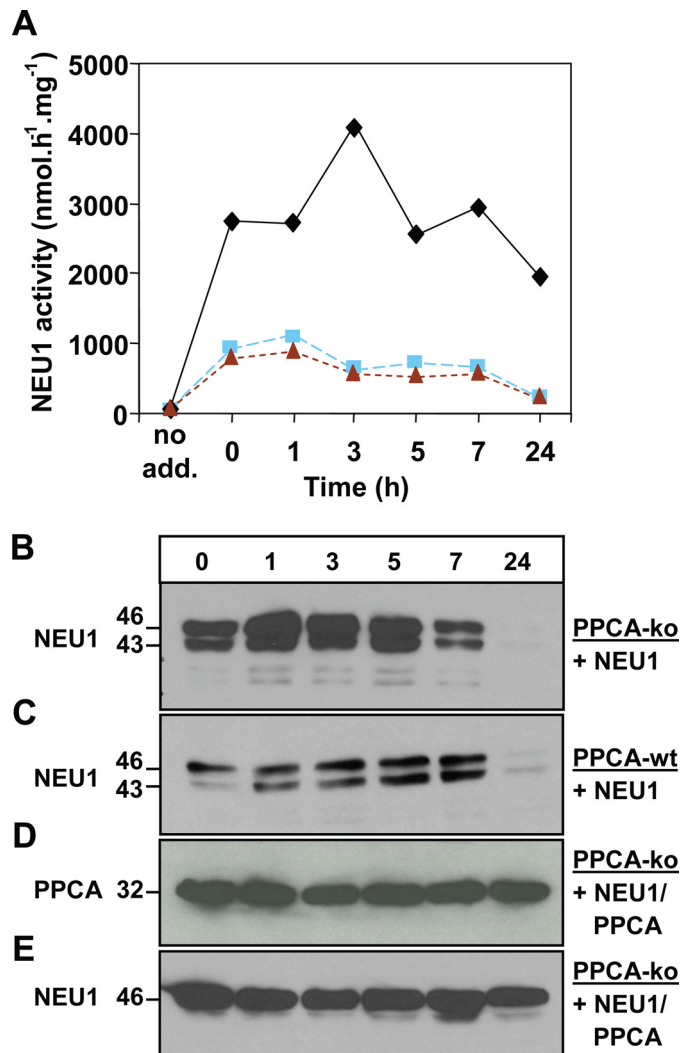 A
NEU1 activity (nmol.h-1.mg-1)
5000
4000
3000
2000
1000
0
no add. 0 1 3 5 7 24
Time (h)
B
0 1 3 5 7 24
NEU1
46
43
PPCA-ko
+ NEU1
C
NEU1
46
43
PPCA-wt
+ NEU1
D
PPCA 32
PPCA-ko
+ NEU1/
PPCA
E
NEU1 46
PPCA-ko
+ NEU1/
PPCA